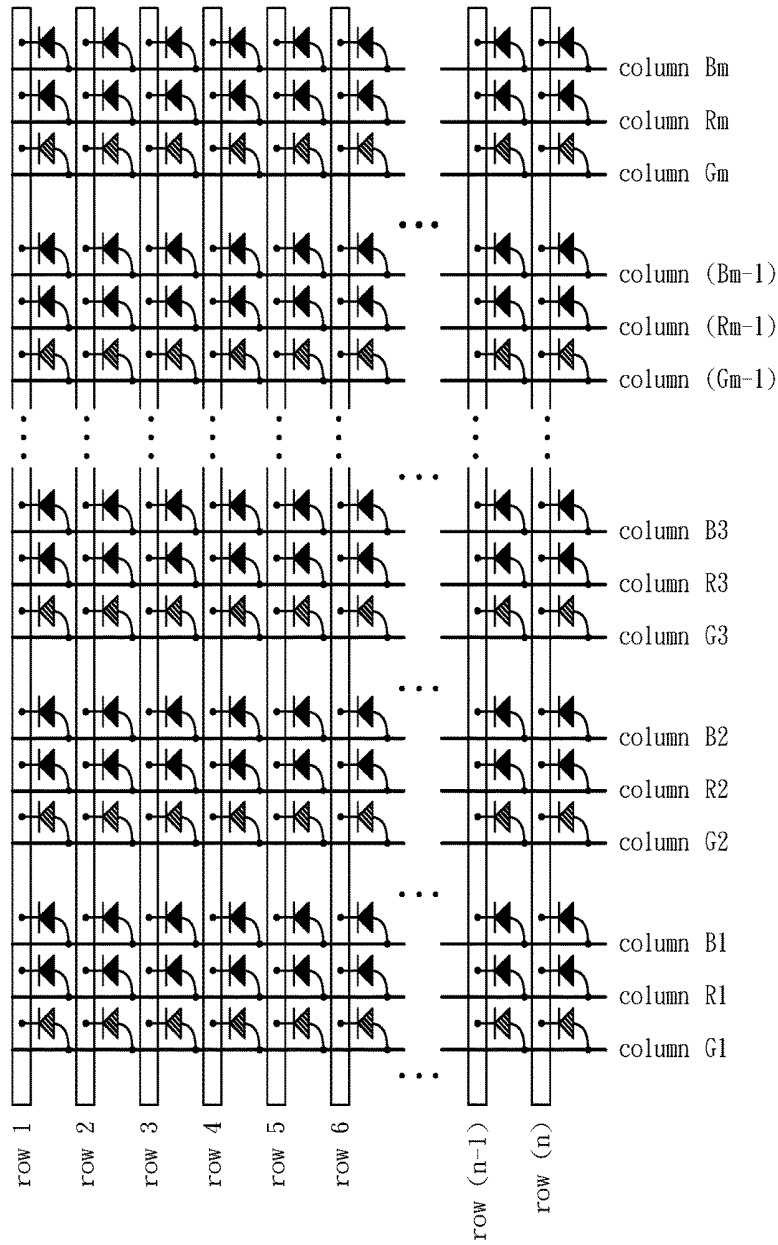 column Bm
column Rm
column Gm
column (Bm-1)
column (Rm-1)
column (Gm-1)
column B3
column R3
column G3
column B2
column R2
column G2
column B1
column R1
column G1
row 1
row 2
row 3
row 4
row 5
row 6
row (n-1)
row (n)